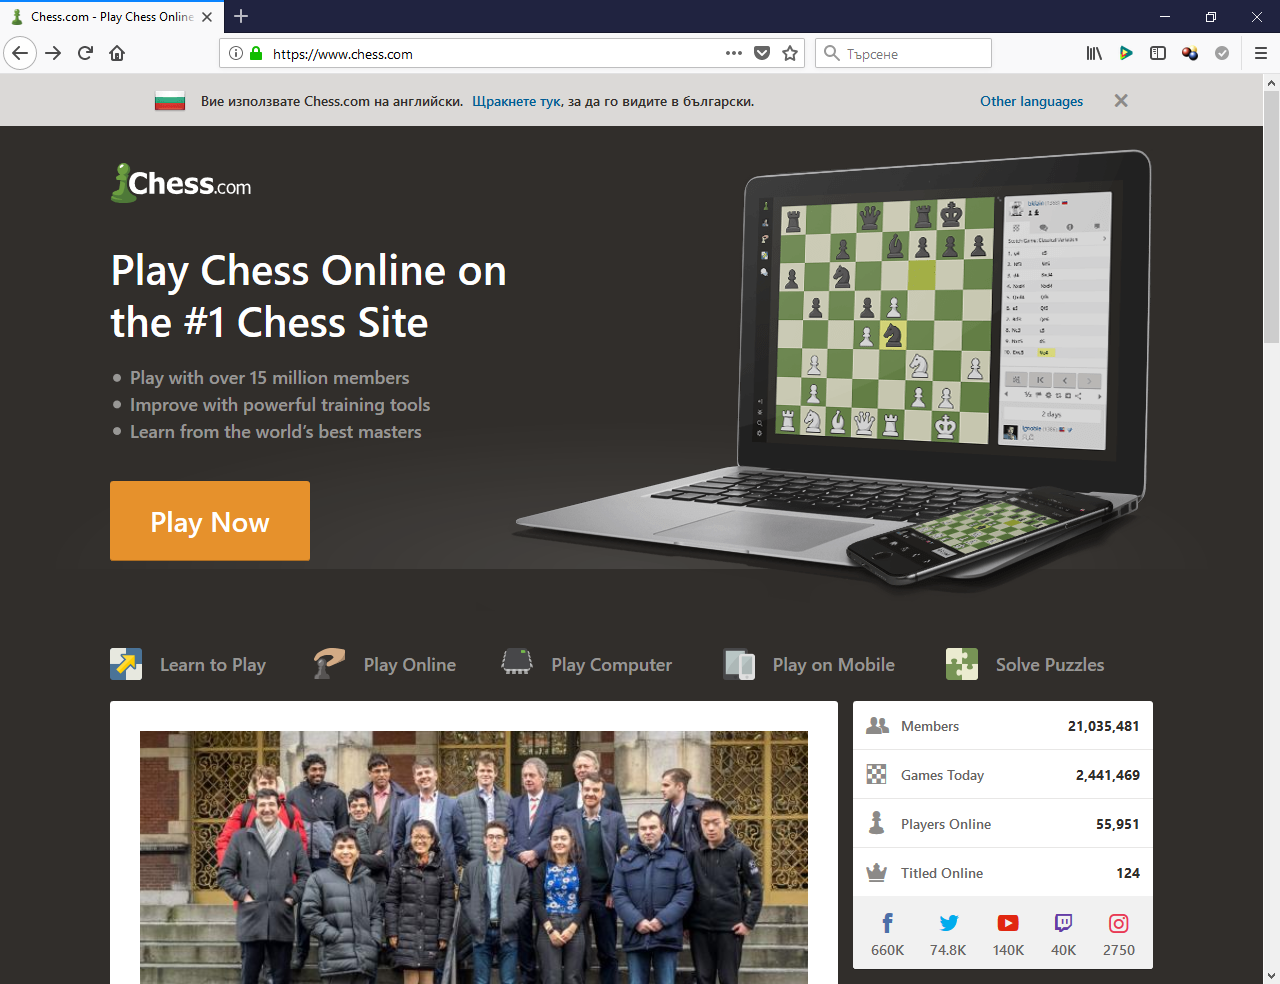 Chess.com - Play Chess Online
https://www.chess.com
Търсене
Вие използвате Chess.com на английски. Щракнете тук, за да го видите в български.
Other languages
Chess.com
Play Chess Online on
the #1 Chess Site
Play with over 15 million members
Improve with powerful training tools
Learn from the world’s best masters
Play Now
2 days
Learn to Play
Play Online
Play Computer
Play on Mobile
Solve Puzzles
Members 21,035,481
Games Today 2,441,469
Players Online 55,951
Titled Online 124
660K 74.8K 140K 40K 2750